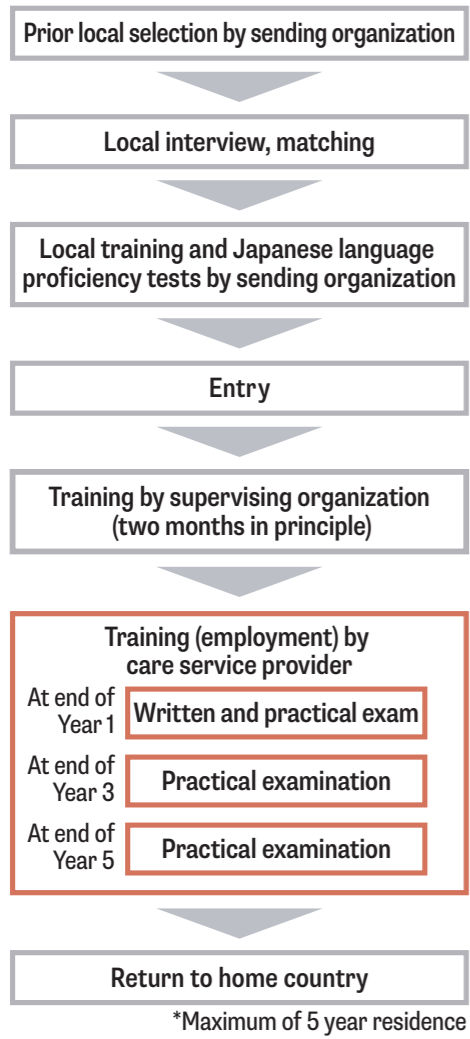 Prior local selection by sending organization
Local interview, matching
Local training and Japanese language
proficiency tests by sending organization
Entry
Training by supervising organization
(two months in principle)
Training (employment) by
care service provider
At end of
Year 1
Written and practical exam
At end of
Year 3
Practical examination
At end of
Year 5
Practical examination
Return to home country
*Maximum of 5 year residence